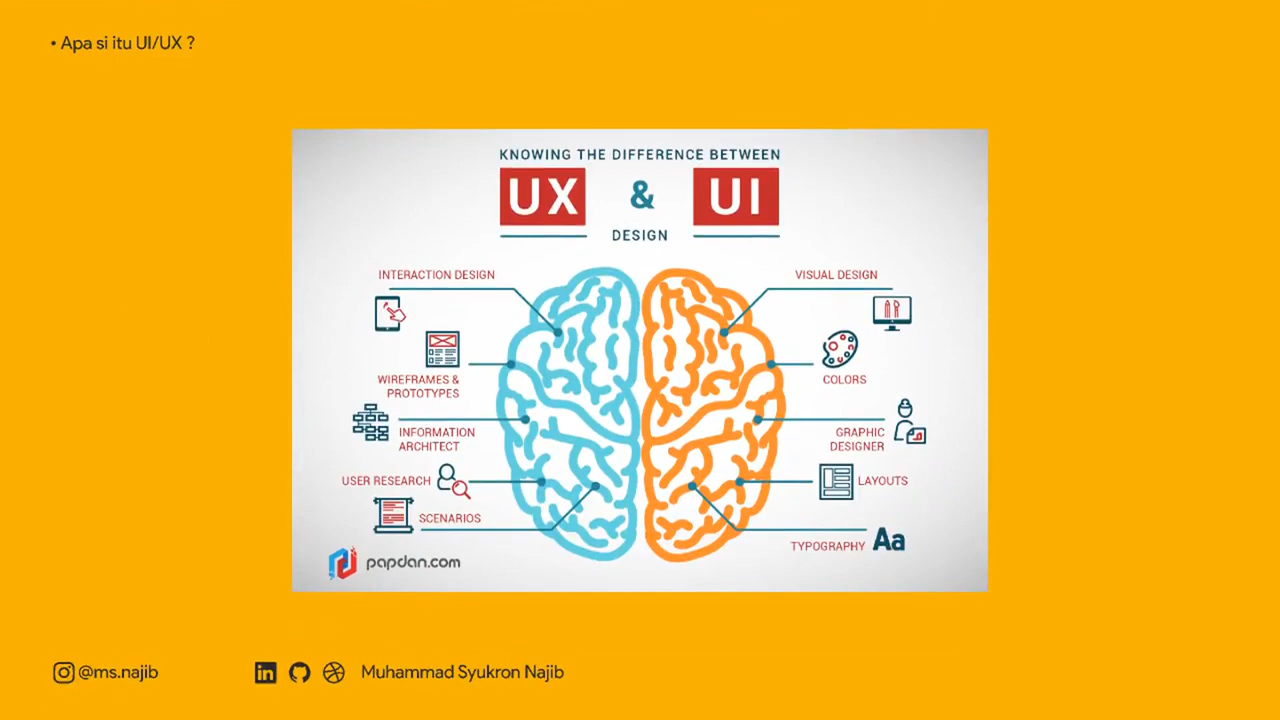 • Apa si itu UI/UX ?
KNOWING THE DIFFERENCE BETWEEN
UX & UI
DESIGN
INTERACTION DESIGN
WIREFRAMES &
PROTOTYPES
INFORMATION
ARCHITECT
USER RESEARCH
SCENARIOS
papdan.com
VISUAL DESIGN
COLORS
GRAPHIC
DESIGNER
LAYOUTS
TYPOGRAPHY Aa
@ms.najib
in
Muhammad Syukron Najib